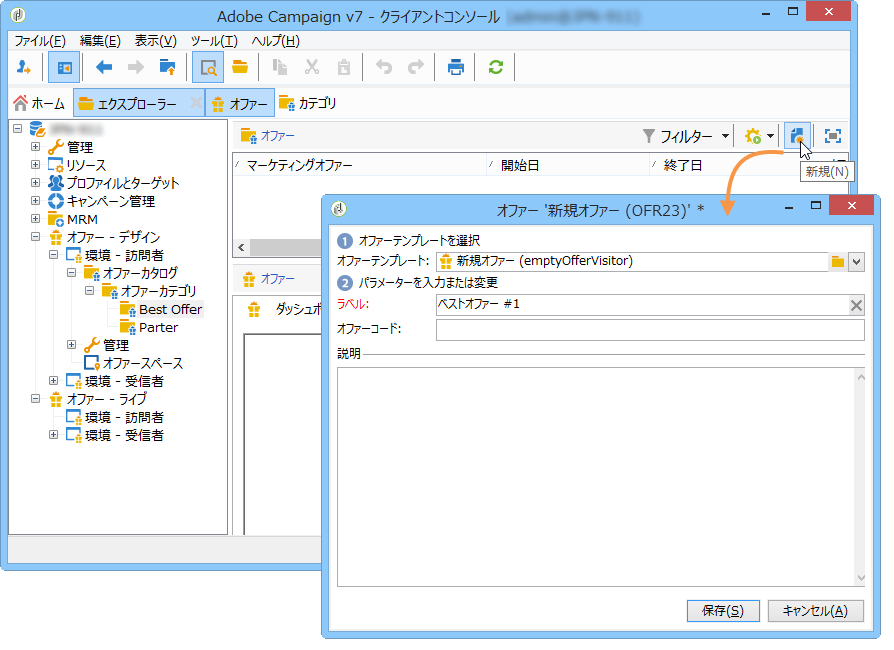 Adobe Campaign v7 - クライアントコンソール
ファイル(F) 編集(E) 表示(V) ツール(T) ヘルプ(H)
ホーム エクスプローラー オファー カテゴリ
管理
リソース
プロファイルとターゲット
キャンペーン管理
MRM
オファー - デザイン
環境 - 訪問者
オファーカタログ
オファーカテゴリ
Best Offer
Parter
管理
オファースペース
環境 - 受信者
オファー - ライブ
環境 - 訪問者
環境 - 受信者
オファー フィルター
マーケティングオファー 開始日 終了日
新規(N)
オファー
ダッシュボ
オファー '新規オファー (OFR23)' *
1 オファーテンプレートを選択
オファーテンプレート: 新規オファー (emptyOfferVisitor)
2 パラメーターを入力または変更
ラベル: ベストオファー #1
オファーコード:
説明
保存(S) キャンセル(A)